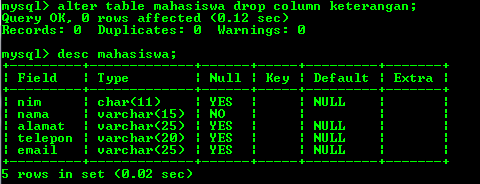 mysql> alter table mahasiswa drop column keterangan;
Query OK, 0 rows affected (0.12 sec)
Records: 0  Duplicates: 0  Warnings: 0
mysql> desc mahasiswa;
+---------+-------------+------+-----+---------+-------+
| Field   | Type        | Null | Key | Default | Extra |
+---------+-------------+------+-----+---------+-------+
| nim     | char(11)    | YES  |     | NULL    |       |
| nama    | varchar(15) | NO   |     |         |       |
| alamat  | varchar(25) | YES  |     | NULL    |       |
| telepon | varchar(20) | YES  |     | NULL    |       |
| email   | varchar(25) | YES  |     | NULL    |       |
+---------+-------------+------+-----+---------+-------+
5 rows in set (0.02 sec)